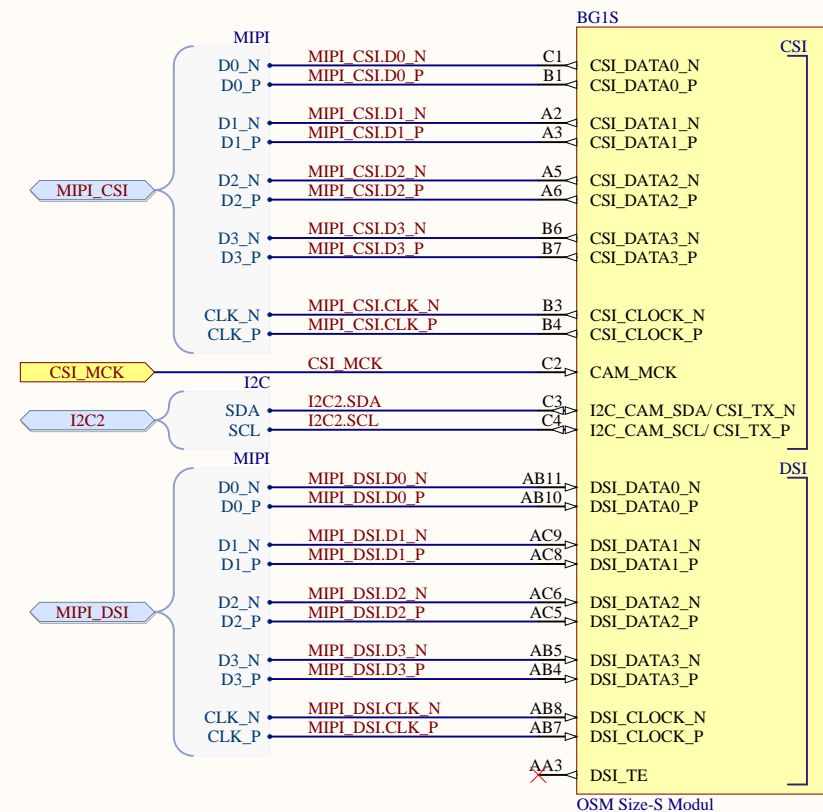 BG1S
MIPI
CSI
D0_N MIPI_CSI.D0_N C1 CSI_DATA0_N
D0_P MIPI_CSI.D0_P B1 CSI_DATA0_P
D1_N MIPI_CSI.D1_N A2 CSI_DATA1_N
D1_P MIPI_CSI.D1_P A3 CSI_DATA1_P
D2_N MIPI_CSI.D2_N A5 CSI_DATA2_N
MIPI_CSI
D2_P MIPI_CSI.D2_P A6 CSI_DATA2_P
D3_N MIPI_CSI.D3_N B6 CSI_DATA3_N
D3_P MIPI_CSI.D3_P B7 CSI_DATA3_P
CLK_N MIPI_CSI.CLK_N B3 CSI_CLOCK_N
CLK_P MIPI_CSI.CLK_P B4 CSI_CLOCK_P
CSI_MCK CSI_MCK C2 CAM_MCK
I2C
SDA I2C2.SDA C3 I2C_CAM_SDA/ CSI_TX_N
I2C2
SCL I2C2.SCL C4 I2C_CAM_SCL/ CSI_TX_P
MIPI
DSI
D0_N MIPI_DSI.D0_N AB11 DSI_DATA0_N
D0_P MIPI_DSI.D0_P AB10 DSI_DATA0_P
D1_N MIPI_DSI.D1_N AC9 DSI_DATA1_N
D1_P MIPI_DSI.D1_P AC8 DSI_DATA1_P
D2_N MIPI_DSI.D2_N AC6 DSI_DATA2_N
MIPI_DSI
D2_P MIPI_DSI.D2_P AC5 DSI_DATA2_P
D3_N MIPI_DSI.D3_N AB5 DSI_DATA3_N
D3_P MIPI_DSI.D3_P AB4 DSI_DATA3_P
CLK_N MIPI_DSI.CLK_N AB8 DSI_CLOCK_N
CLK_P MIPI_DSI.CLK_P AB7 DSI_CLOCK_P
AA3 DSI_TE
OSM Size-S Modul